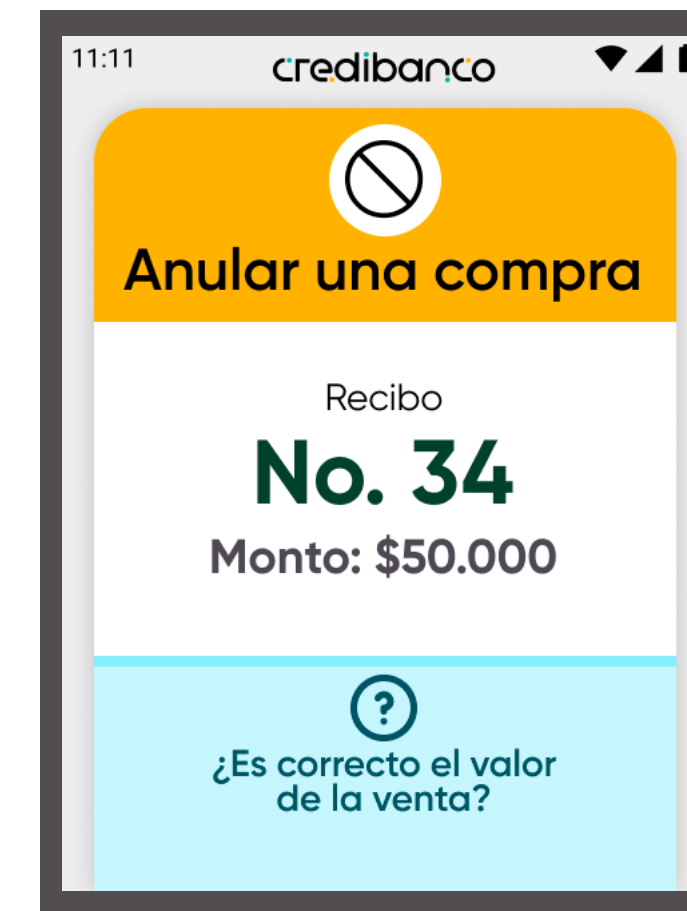 11:11
credibanco
Anular una compra
Recibo
No. 34
Monto: $50.000
?
¿Es correcto el valor
de la venta?